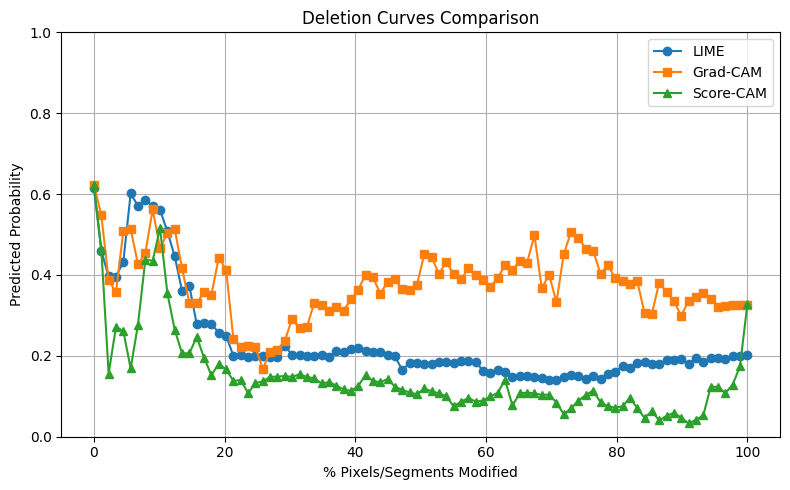 Deletion Curves Comparison
LIME
Grad-CAM
Score-CAM
Predicted Probability
1.0
0.8
0.6
0.4
0.2
0.0
0 20 40 60 80 100
% Pixels/Segments Modified